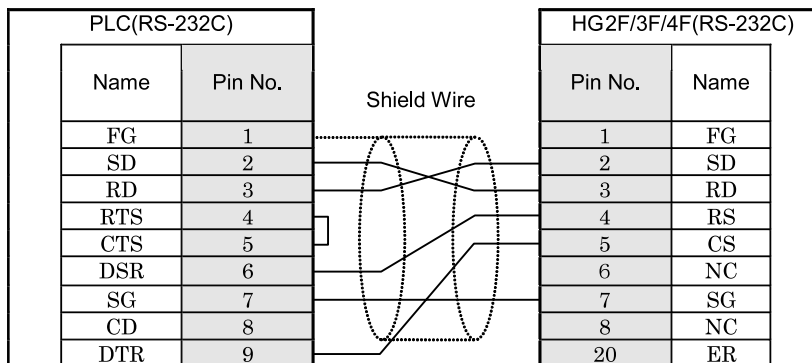 PLC(RS-232C) HG2F/3F/4F(RS-232C)
Name Pin No. Shield Wire Pin No. Name
FG 1 1 FG
SD 2 2 SD
RD 3 3 RD
RTS 4 4 RS
CTS 5 5 CS
DSR 6 6 NC
SG 7 7 SG
CD 8 8 NC
DTR 9 20 ER